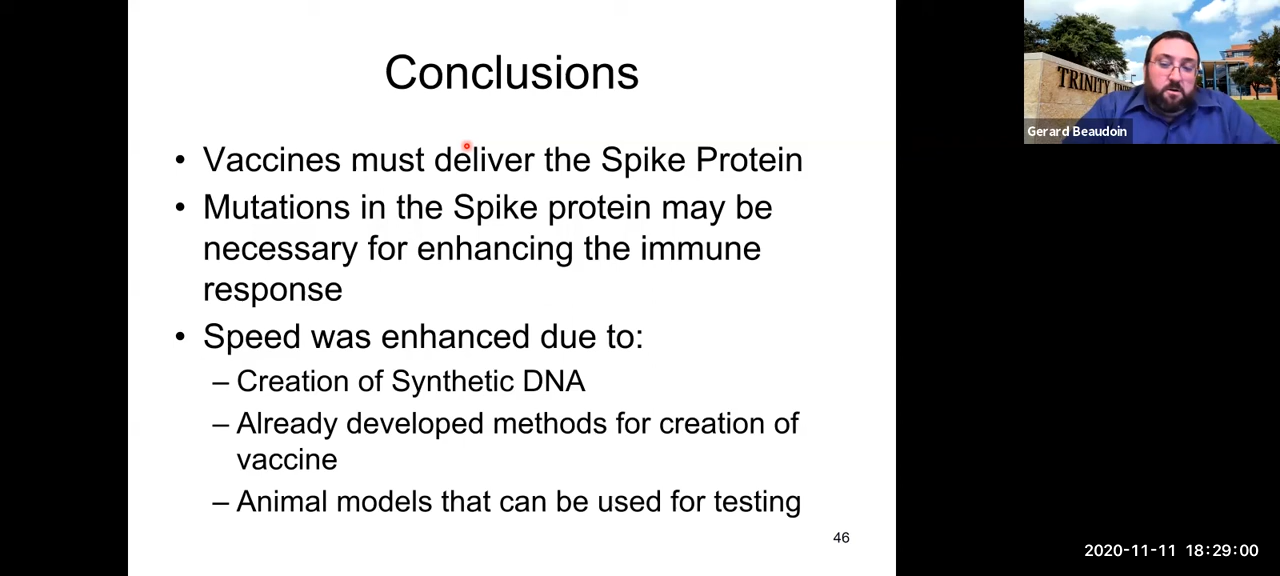 Conclusions
• Vaccines must deliver the Spike Protein
• Mutations in the Spike protein may be
necessary for enhancing the immune
response
• Speed was enhanced due to:
– Creation of Synthetic DNA
– Already developed methods for creation of
vaccine
– Animal models that can be used for testing
46
TRINITY
Gerard Beaudoin
2020-11-11 18:29:00